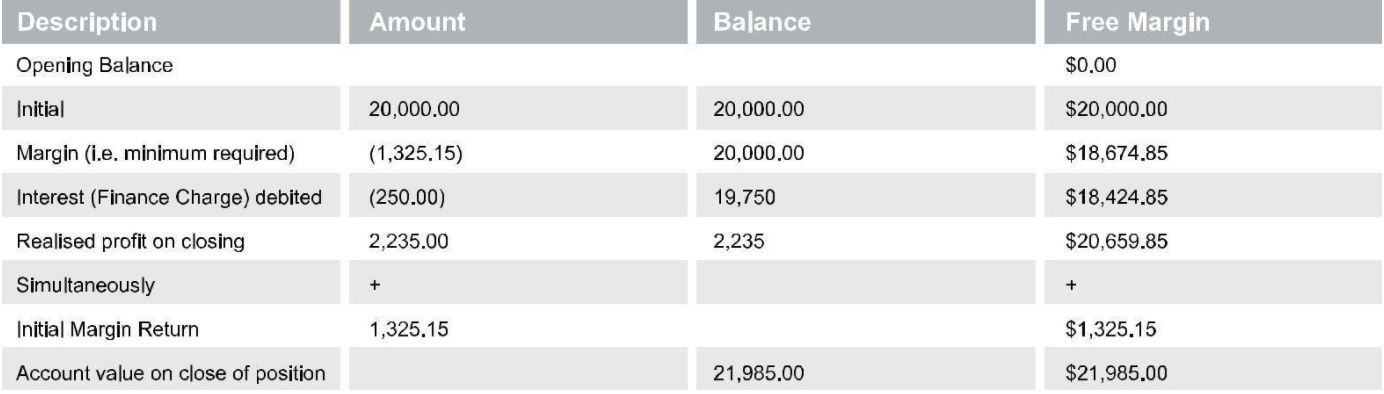 Description Amount Balance Free Margin
Opening Balance $0.00
Initial 20,000.00 20,000.00 $20,000.00
Margin (i.e. minimum required) (1,325.15) 20,000.00 $18,674.85
Interest (Finance Charge) debited (250.00) 19,750 $18,424.85
Realised profit on closing 2,235.00 2,235 $20,659.85
Simultaneously + +
Initial Margin Return 1,325.15 $1,325.15
Account value on close of position 21,985.00 $21,985.00